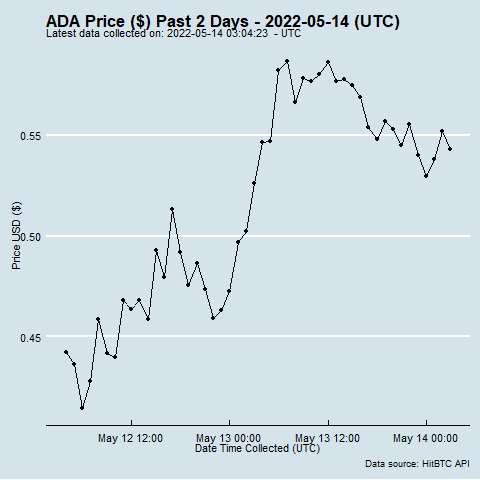 ADA Price ($) Past 2 Days - 2022-05-14 (UTC)
Latest data collected on: 2022-05-14 03:04:23 - UTC
Price USD ($)
0.55
0.50
0.45
May 12 12:00
May 13 00:00
May 13 12:00
May 14 00:00
Date Time Collected (UTC)
Data source: HitBTC API